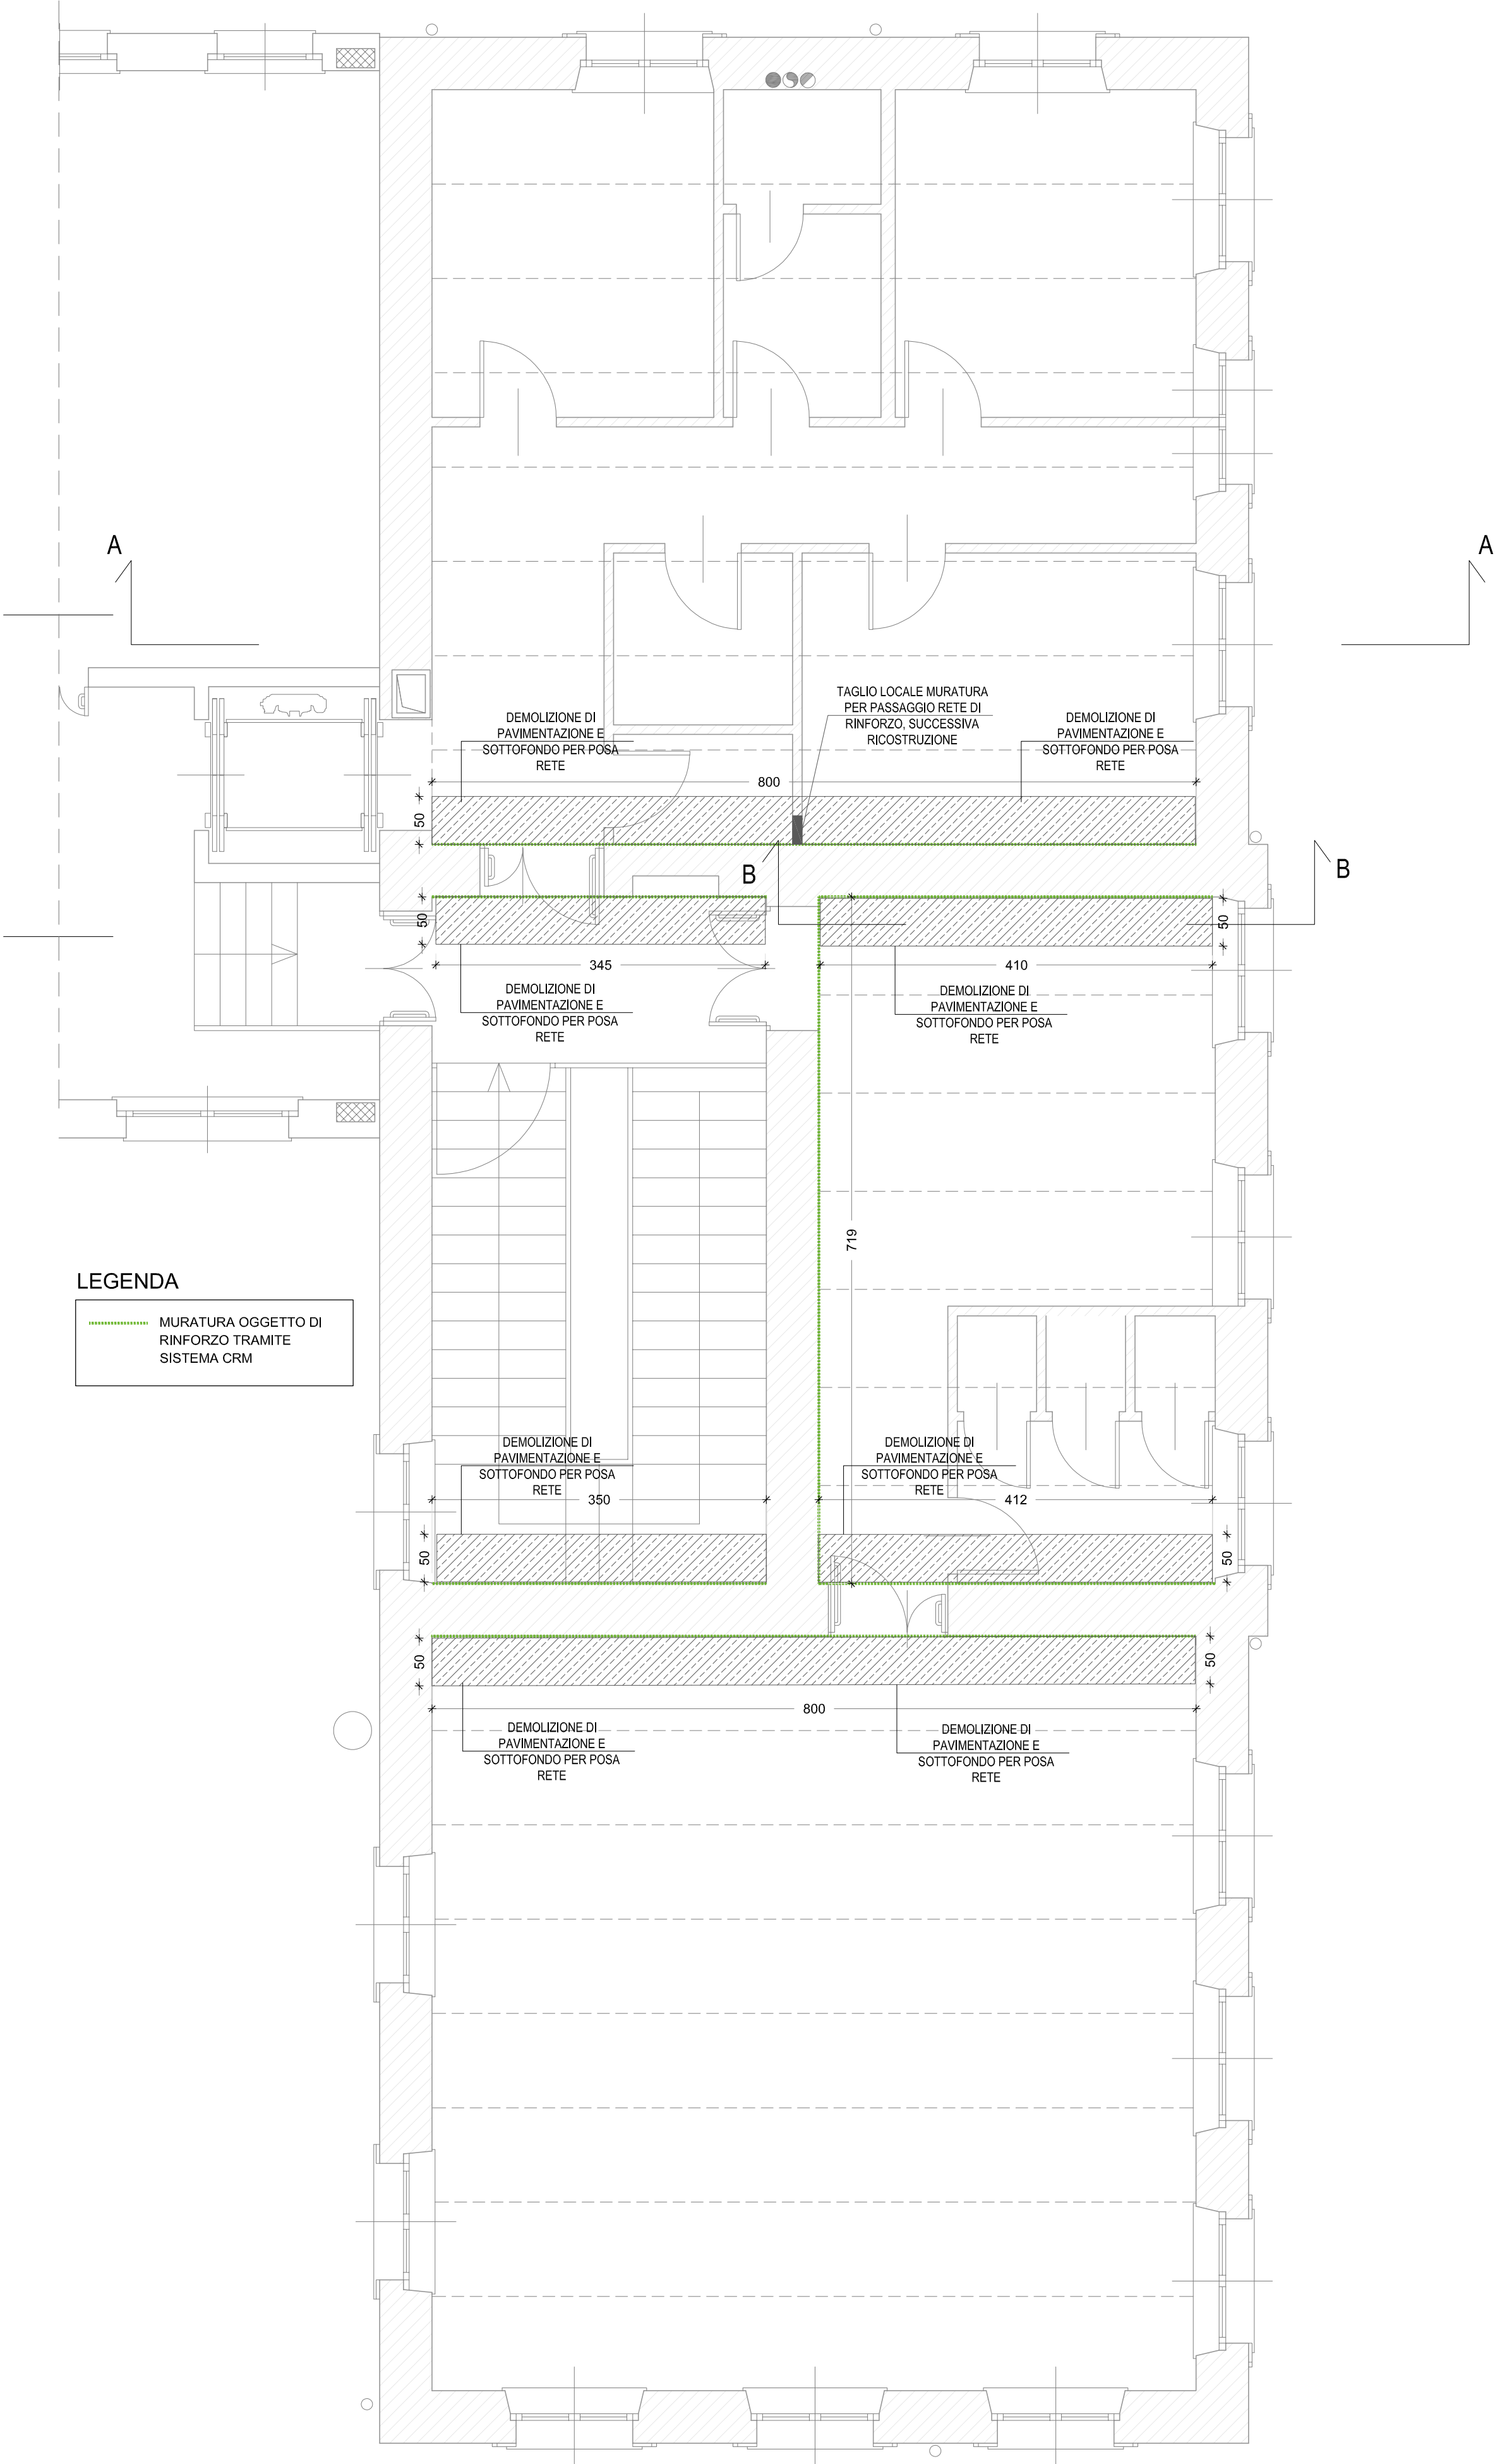 A
A
TAGLIO LOCALE MURATURA
PER PASSAGGIO RETE DI
RINFORZO, SUCCESSIVA
RICOSTRUZIONE
DEMOLIZIONE DI
PAVIMENTAZIONE E
SOTTOFONDO PER POSA
RETE
DEMOLIZIONE DI
PAVIMENTAZIONE E
SOTTOFONDO PER POSA
RETE
800
50
B
B
50
50
345
410
DEMOLIZIONE DI
PAVIMENTAZIONE E
SOTTOFONDO PER POSA
RETE
DEMOLIZIONE DI
PAVIMENTAZIONE E
SOTTOFONDO PER POSA
RETE
719
LEGENDA
MURATURA OGGETTO DI
RINFORZO TRAMITE
SISTEMA CRM
DEMOLIZIONE DI
PAVIMENTAZIONE E
SOTTOFONDO PER POSA
RETE
DEMOLIZIONE DI
PAVIMENTAZIONE E
SOTTOFONDO PER POSA
RETE
350
412
50
50
50
50
800
DEMOLIZIONE DI
PAVIMENTAZIONE E
SOTTOFONDO PER POSA
RETE
DEMOLIZIONE DI
PAVIMENTAZIONE E
SOTTOFONDO PER POSA
RETE